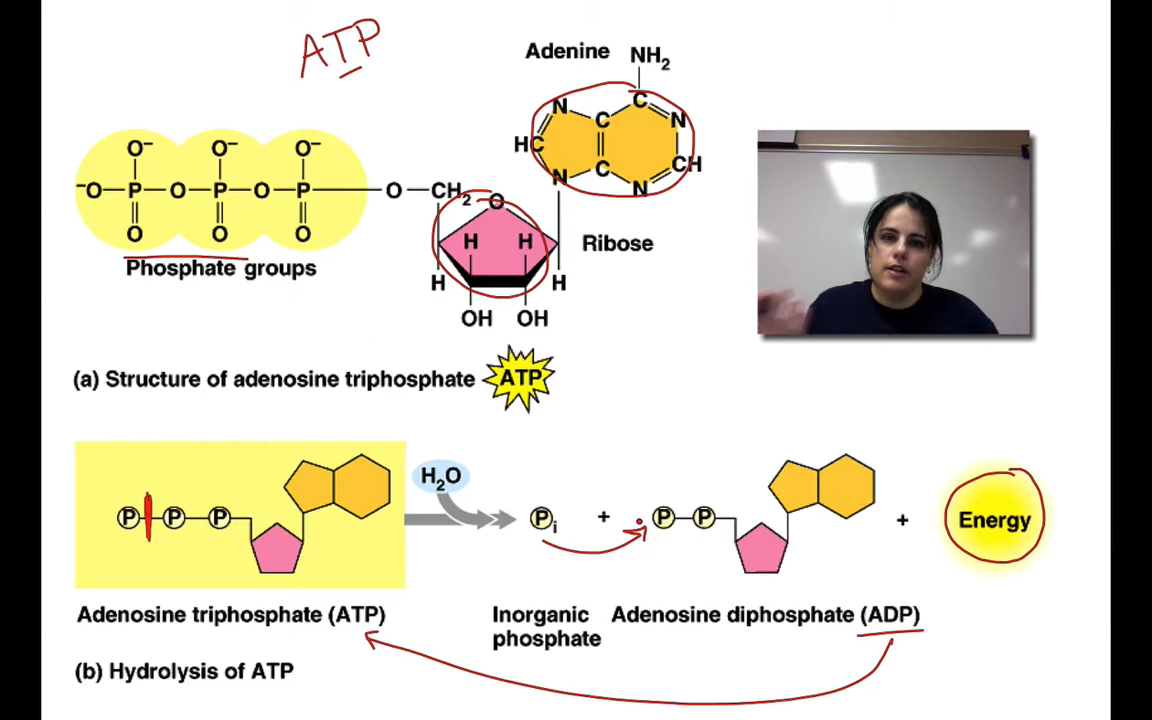 ATP
Adenine NH2
N C N
HC C CH
N N
O− O− O−
−O P O P O P O CH2 O
O O O
H H
Ribose
Phosphate groups
H H
OH OH
(a) Structure of adenosine triphosphate ATP
H2O
P P P Pi + P P + Energy
Adenosine triphosphate (ATP) Inorganic phosphate Adenosine diphosphate (ADP)
(b) Hydrolysis of ATP